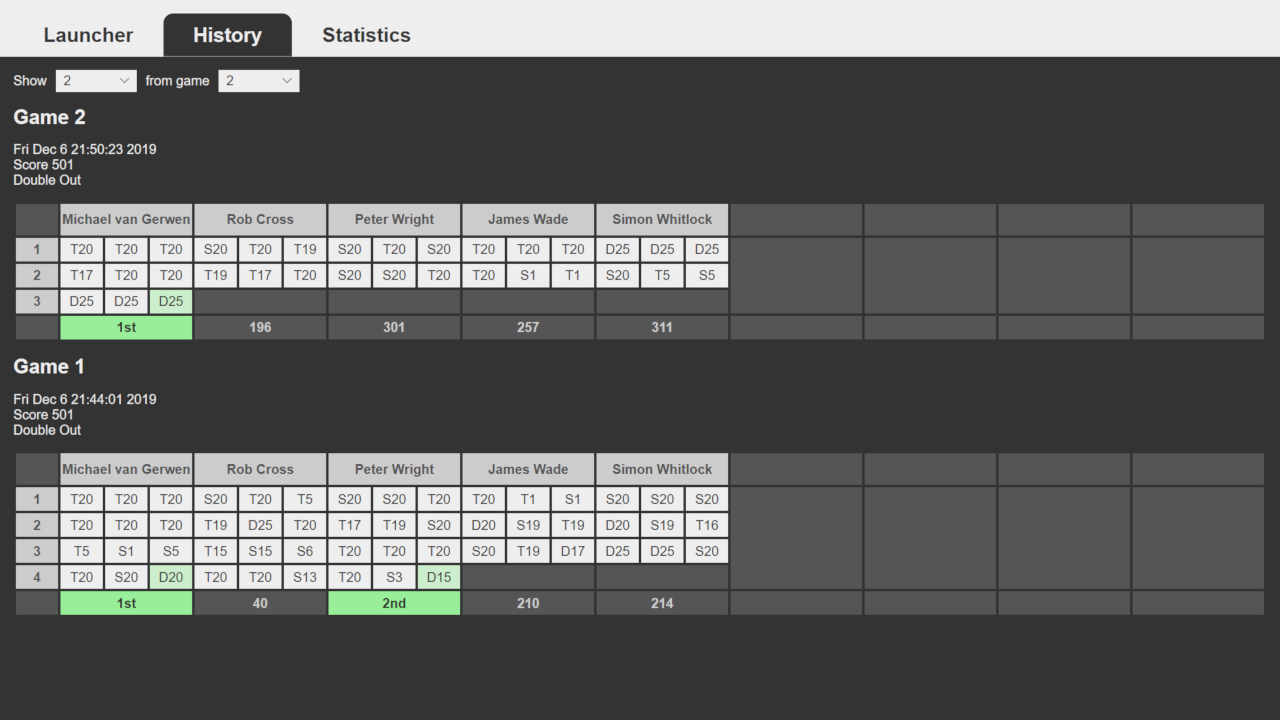 Launcher History Statistics
Show 2 from game 2
Game 2
Fri Dec 6 21:50:23 2019
Score 501
Double Out
Michael van Gerwen Rob Cross Peter Wright James Wade Simon Whitlock
1 T20 T20 T20 S20 T20 T19 S20 T20 S20 T20 T20 T20 D25 D25 D25
2 T17 T20 T20 T19 T17 T20 S20 S20 T20 T20 S1 T1 S20 T5 S5
3 D25 D25 D25
1st 196 301 257 311
Game 1
Fri Dec 6 21:44:01 2019
Score 501
Double Out
Michael van Gerwen Rob Cross Peter Wright James Wade Simon Whitlock
1 T20 T20 T20 S20 T20 T5 S20 S20 T20 T20 T1 S1 S20 S20 S20
2 T20 T20 T20 T19 D25 T20 T17 T19 S20 D20 S19 T19 D20 S19 T16
3 T5 S1 S5 T15 S15 S6 T20 T20 T20 S20 T19 D17 D25 D25 S20
4 T20 S20 D20 T20 T20 S13 T20 S3 D15
1st 40 2nd 210 214